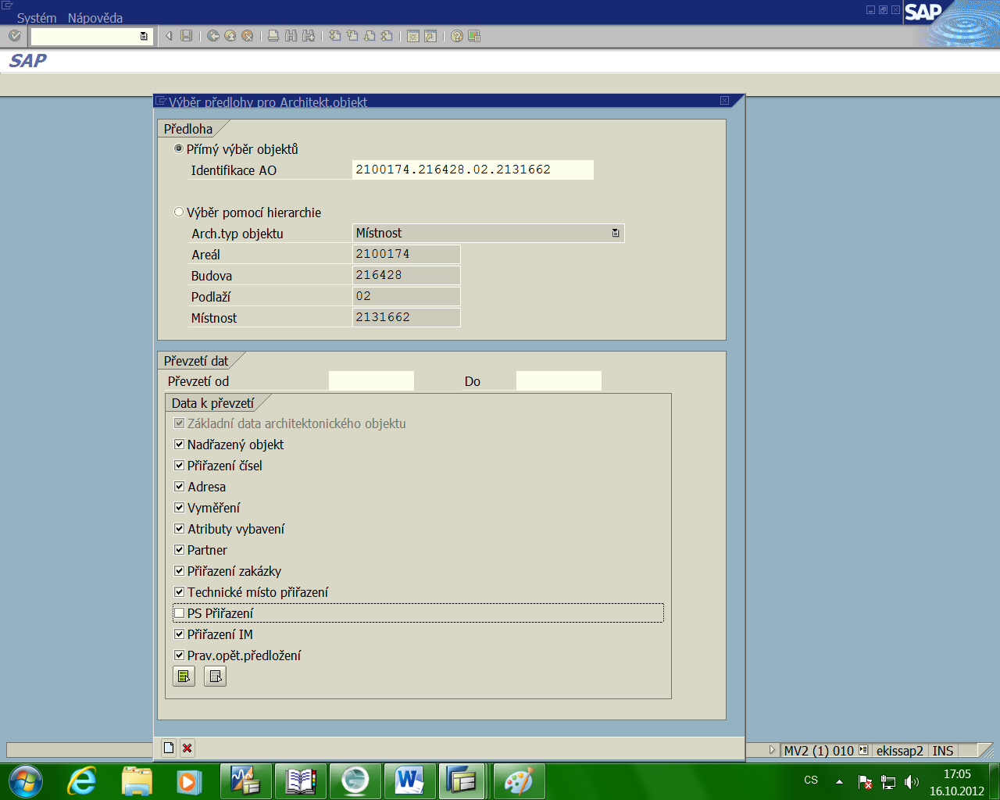 Systém Nápověda
SAP
SAP
Výběr předlohy pro Architekt.objekt
Předloha
Přímý výběr objektů
Identifikace AO 2100174.216428.02.2131662
Výběr pomocí hierarchie
Arch.typ objektu Místnost
Areál 2100174
Budova 216428
Podlaží 02
Místnost 2131662
Převzetí dat
Převzetí od Do
Data k převzetí
Základní data architektonického objektu
Nadřazený objekt
Přiřazení čísel
Adresa
Vyměření
Atributy vybavení
Partner
Přiřazení zakázky
Technické místo přiřazení
PS Přiřazení
Přiřazení IM
Prav.opět.předložení
MV2 (1) 010 ekissap2 INS
CS 17:05
16.10.2012